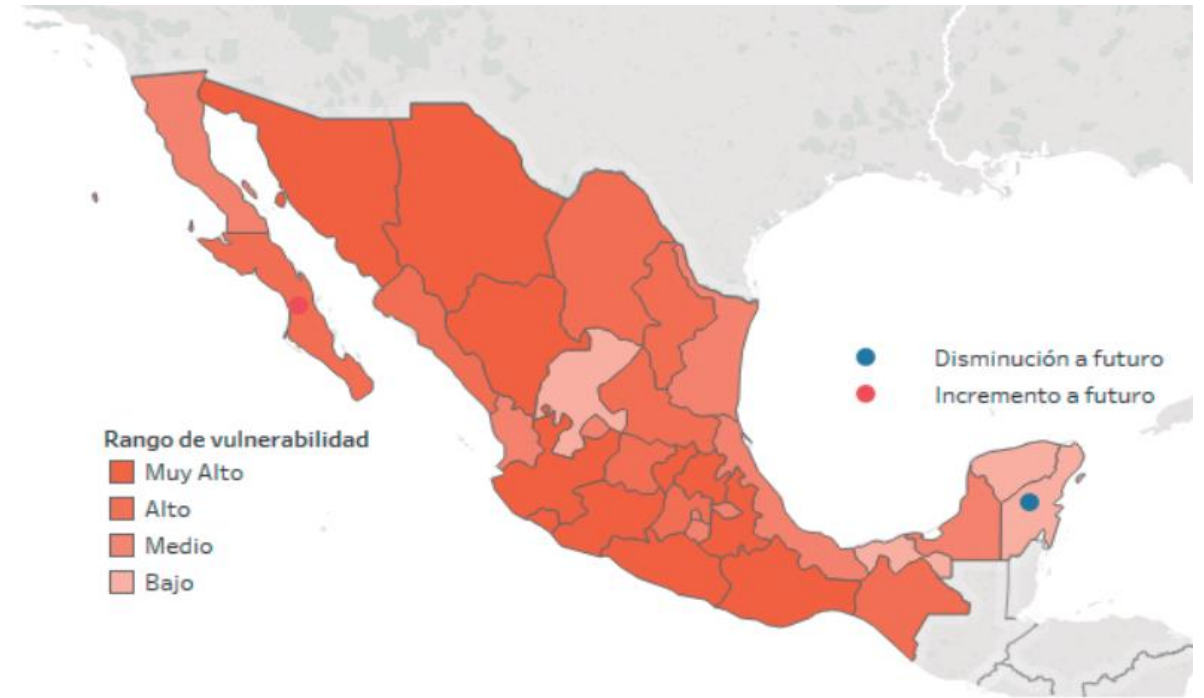 Disminución a futuro
Incremento a futuro
Rango de vulnerabilidad
Muy Alto
Alto
Medio
Bajo